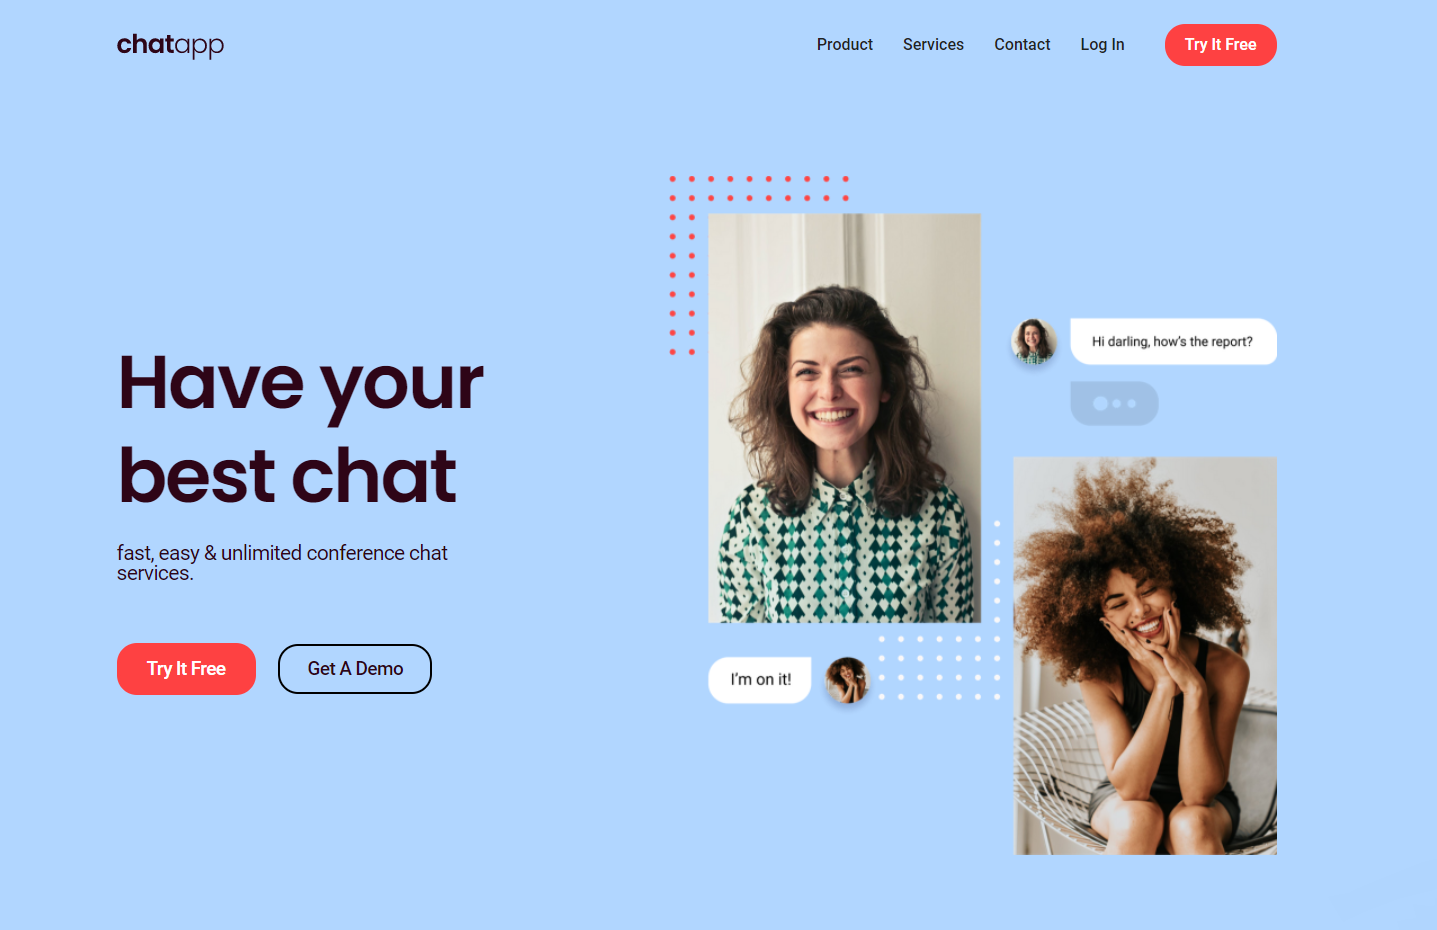 chatapp
Product Services Contact Log In Try It Free
Hi darling, how's the report?
Have your
best chat
fast, easy & unlimited conference chat
services.
Try It Free Get A Demo
I'm on it!